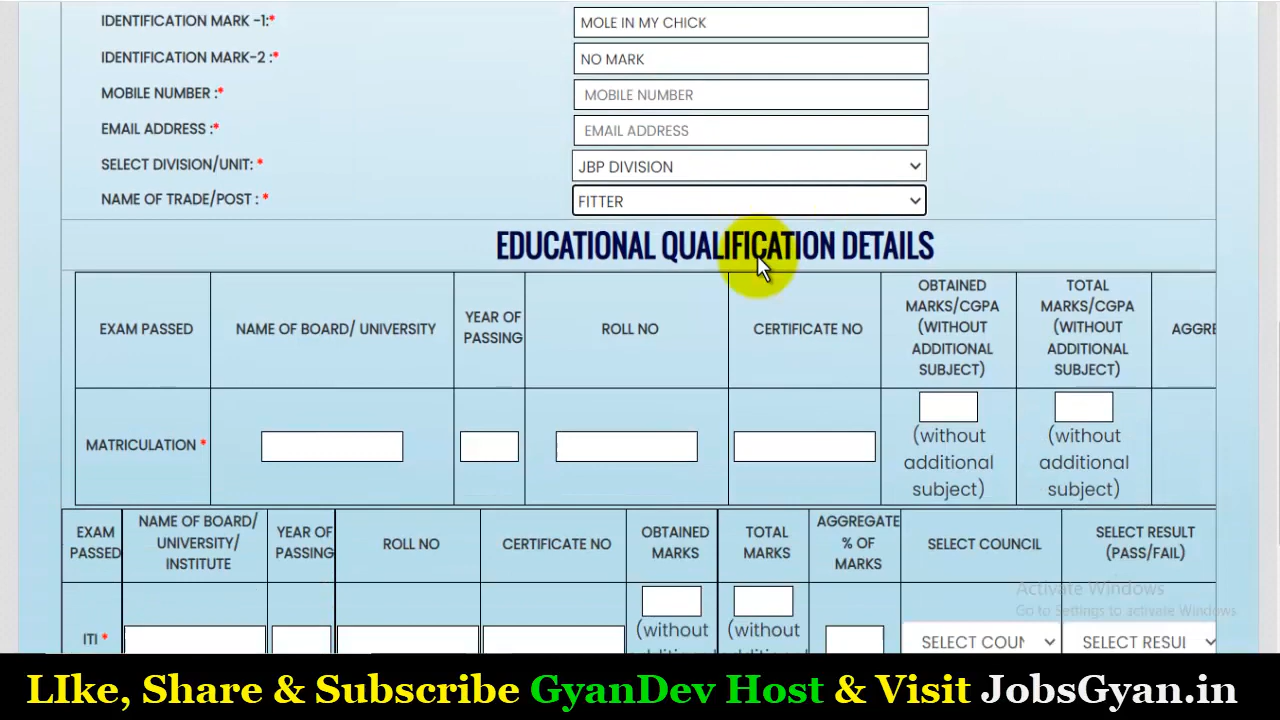 IDENTIFICATION MARK -1:* MOLE IN MY CHICK
IDENTIFICATION MARK-2 :* NO MARK
MOBILE NUMBER :* MOBILE NUMBER
EMAIL ADDRESS :* EMAIL ADDRESS
SELECT DIVISION/UNIT: * JBP DIVISION
NAME OF TRADE/POST : * FITTER
EDUCATIONAL QUALIFICATION DETAILS
EXAM PASSED
NAME OF BOARD/ UNIVERSITY
YEAR OF
PASSING
ROLL NO
CERTIFICATE NO
OBTAINED
MARKS/CGPA
(WITHOUT
ADDITIONAL
SUBJECT)
TOTAL
MARKS/CGPA
(WITHOUT
ADDITIONAL
SUBJECT)
AGGRE
MATRICULATION *
(without
additional
subject)
(without
additional
subject)
EXAM
PASSED
NAME OF BOARD/
UNIVERSITY/
INSTITUTE
YEAR OF
PASSING
ROLL NO
CERTIFICATE NO
OBTAINED
MARKS
TOTAL
MARKS
AGGREGATE
% OF
MARKS
SELECT COUNCIL
SELECT RESULT
(PASS/FAIL)
ITI *
(without
(without
SELECT COUN
SELECT RESUL
Activate Windows
Go to Settings to activate Windows
LIke, Share & Subscribe GyanDev Host & Visit JobsGyan.in